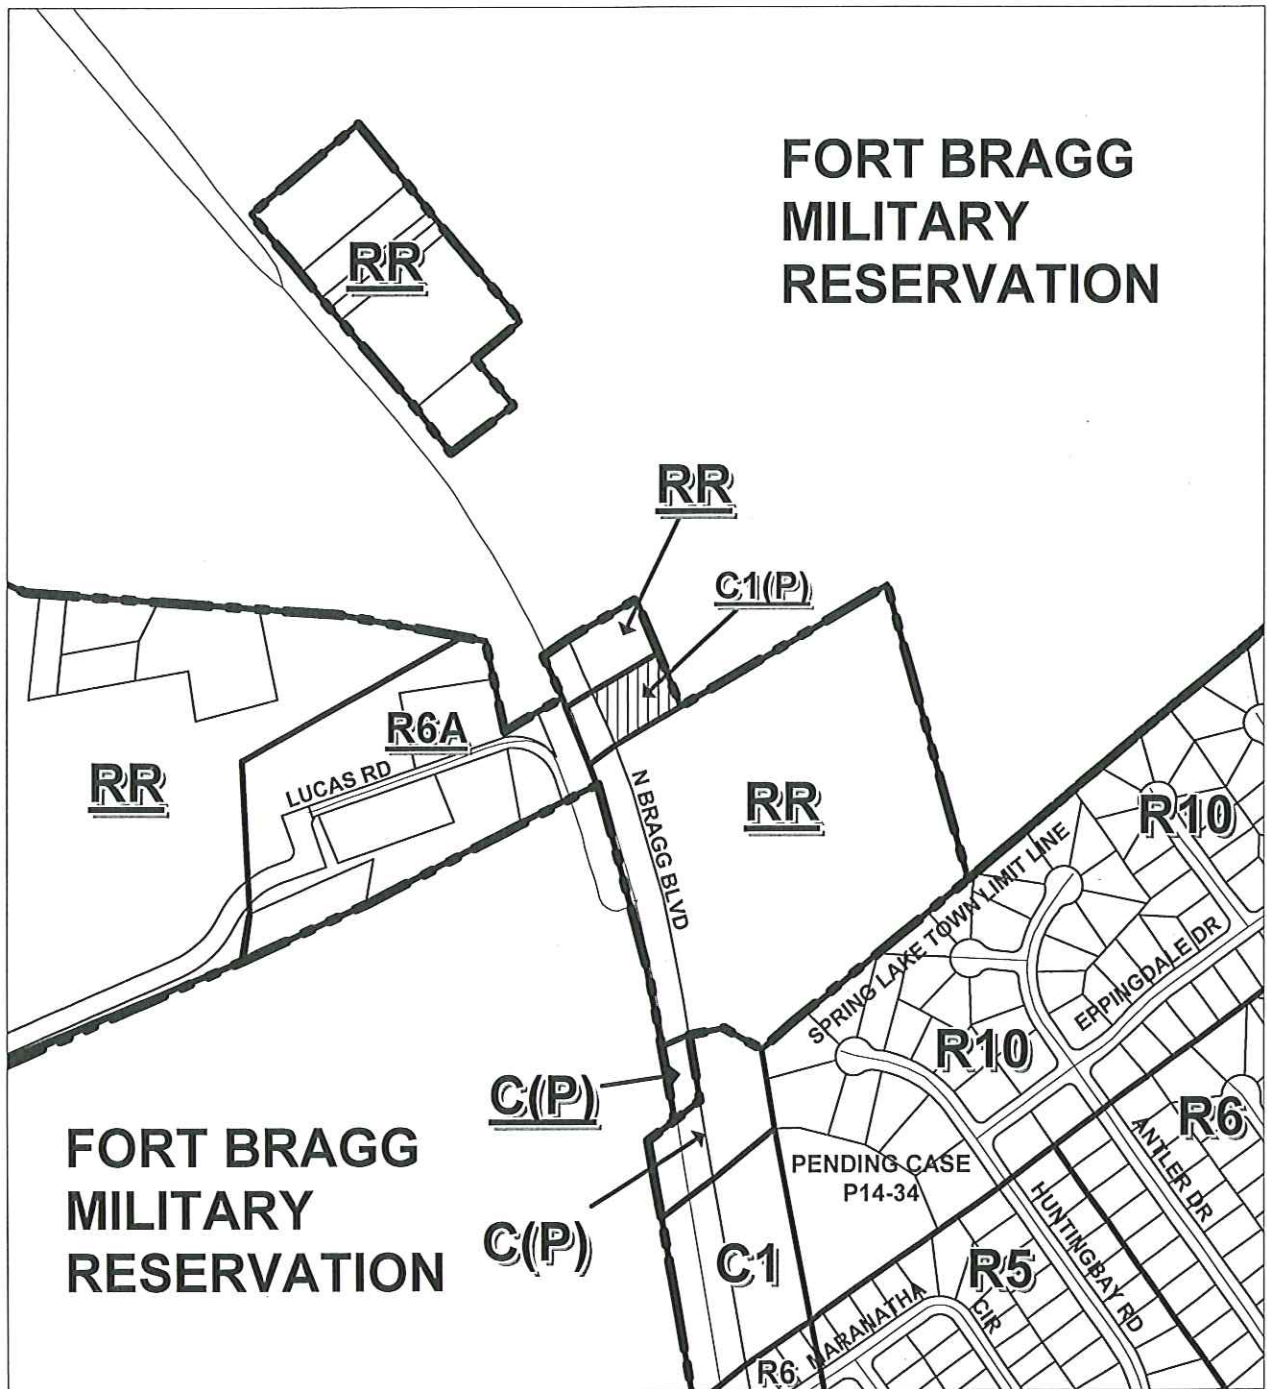 FORT BRAGG
MILITARY
RESERVATION
RR
RR
C1(P)
R6A
RR
LUCAS RD
RR
N BRAGG BLVD
R10
SPRING LAKE TOWN LIMIT LINE
EPPINGDALE DR
R10
C(P)
R6
ANTLER DR
FORT BRAGG
MILITARY
RESERVATION
PENDING CASE
P14-34
HUNTINGBAY RD
C(P)
C1
R5
MARANATHA
CIR
R6